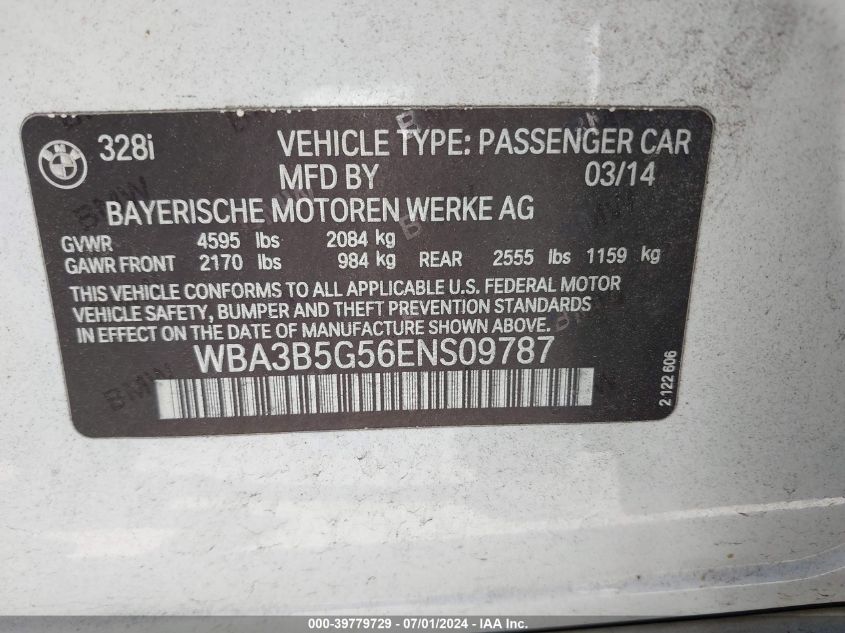 328i VEHICLE TYPE: PASSENGER CAR
MFD BY 03/14
BAYERISCHE MOTOREN WERKE AG
GVWR 4595 lbs 2084 kg
GAWR FRONT 2170 lbs 984 kg REAR 2555 lbs 1159 kg
THIS VEHICLE CONFORMS TO ALL APPLICABLE U.S. FEDERAL MOTOR
VEHICLE SAFETY, BUMPER AND THEFT PREVENTION STANDARDS
IN EFFECT ON THE DATE OF MANUFACTURE SHOWN ABOVE.
WBA3B5G56ENS09787
2 122 606
000-39779729 - 07/01/2024 - IAA Inc.